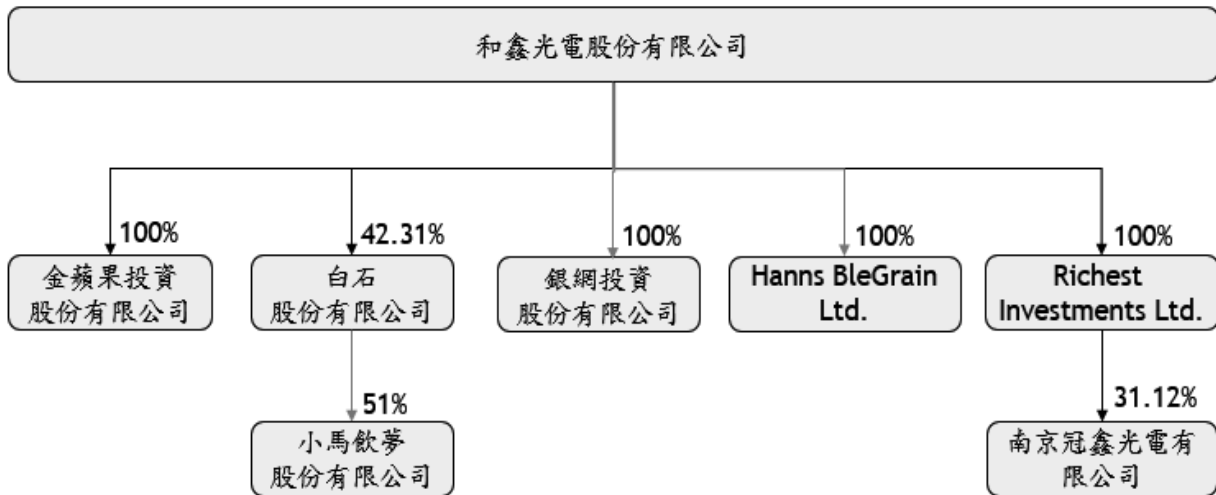 和鑫光電股份有限公司
100%
42.31%
100%
100%
100%
金蘋果投資
股份有限公司
白石
股份有限公司
銀網投資
股份有限公司
Hanns BleGrain
Ltd.
Richest
Investments Ltd.
51%
31.12%
小馬飲夢
股份有限公司
南京冠鑫光電有
限公司